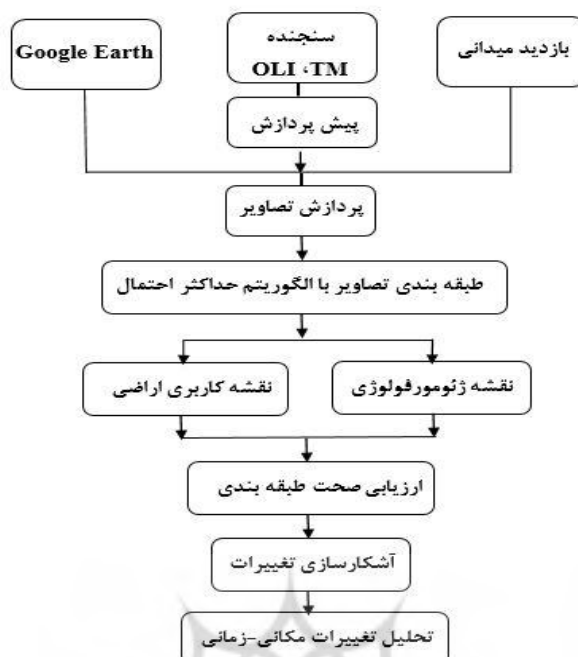 Google Earth
سنجنده
OLI ،TM
بازدید میدانی
پیش پردازش
پردازش تصاویر
طبقه بندی تصاویر با الگوریتم حداکثر احتمال
نقشه ژئومورفولوژی
نقشه کاربری اراضی
ارزیابی صحت طبقه بندی
آشکارسازی تغییرات
تحلیل تغییرات مکانی-زمانی